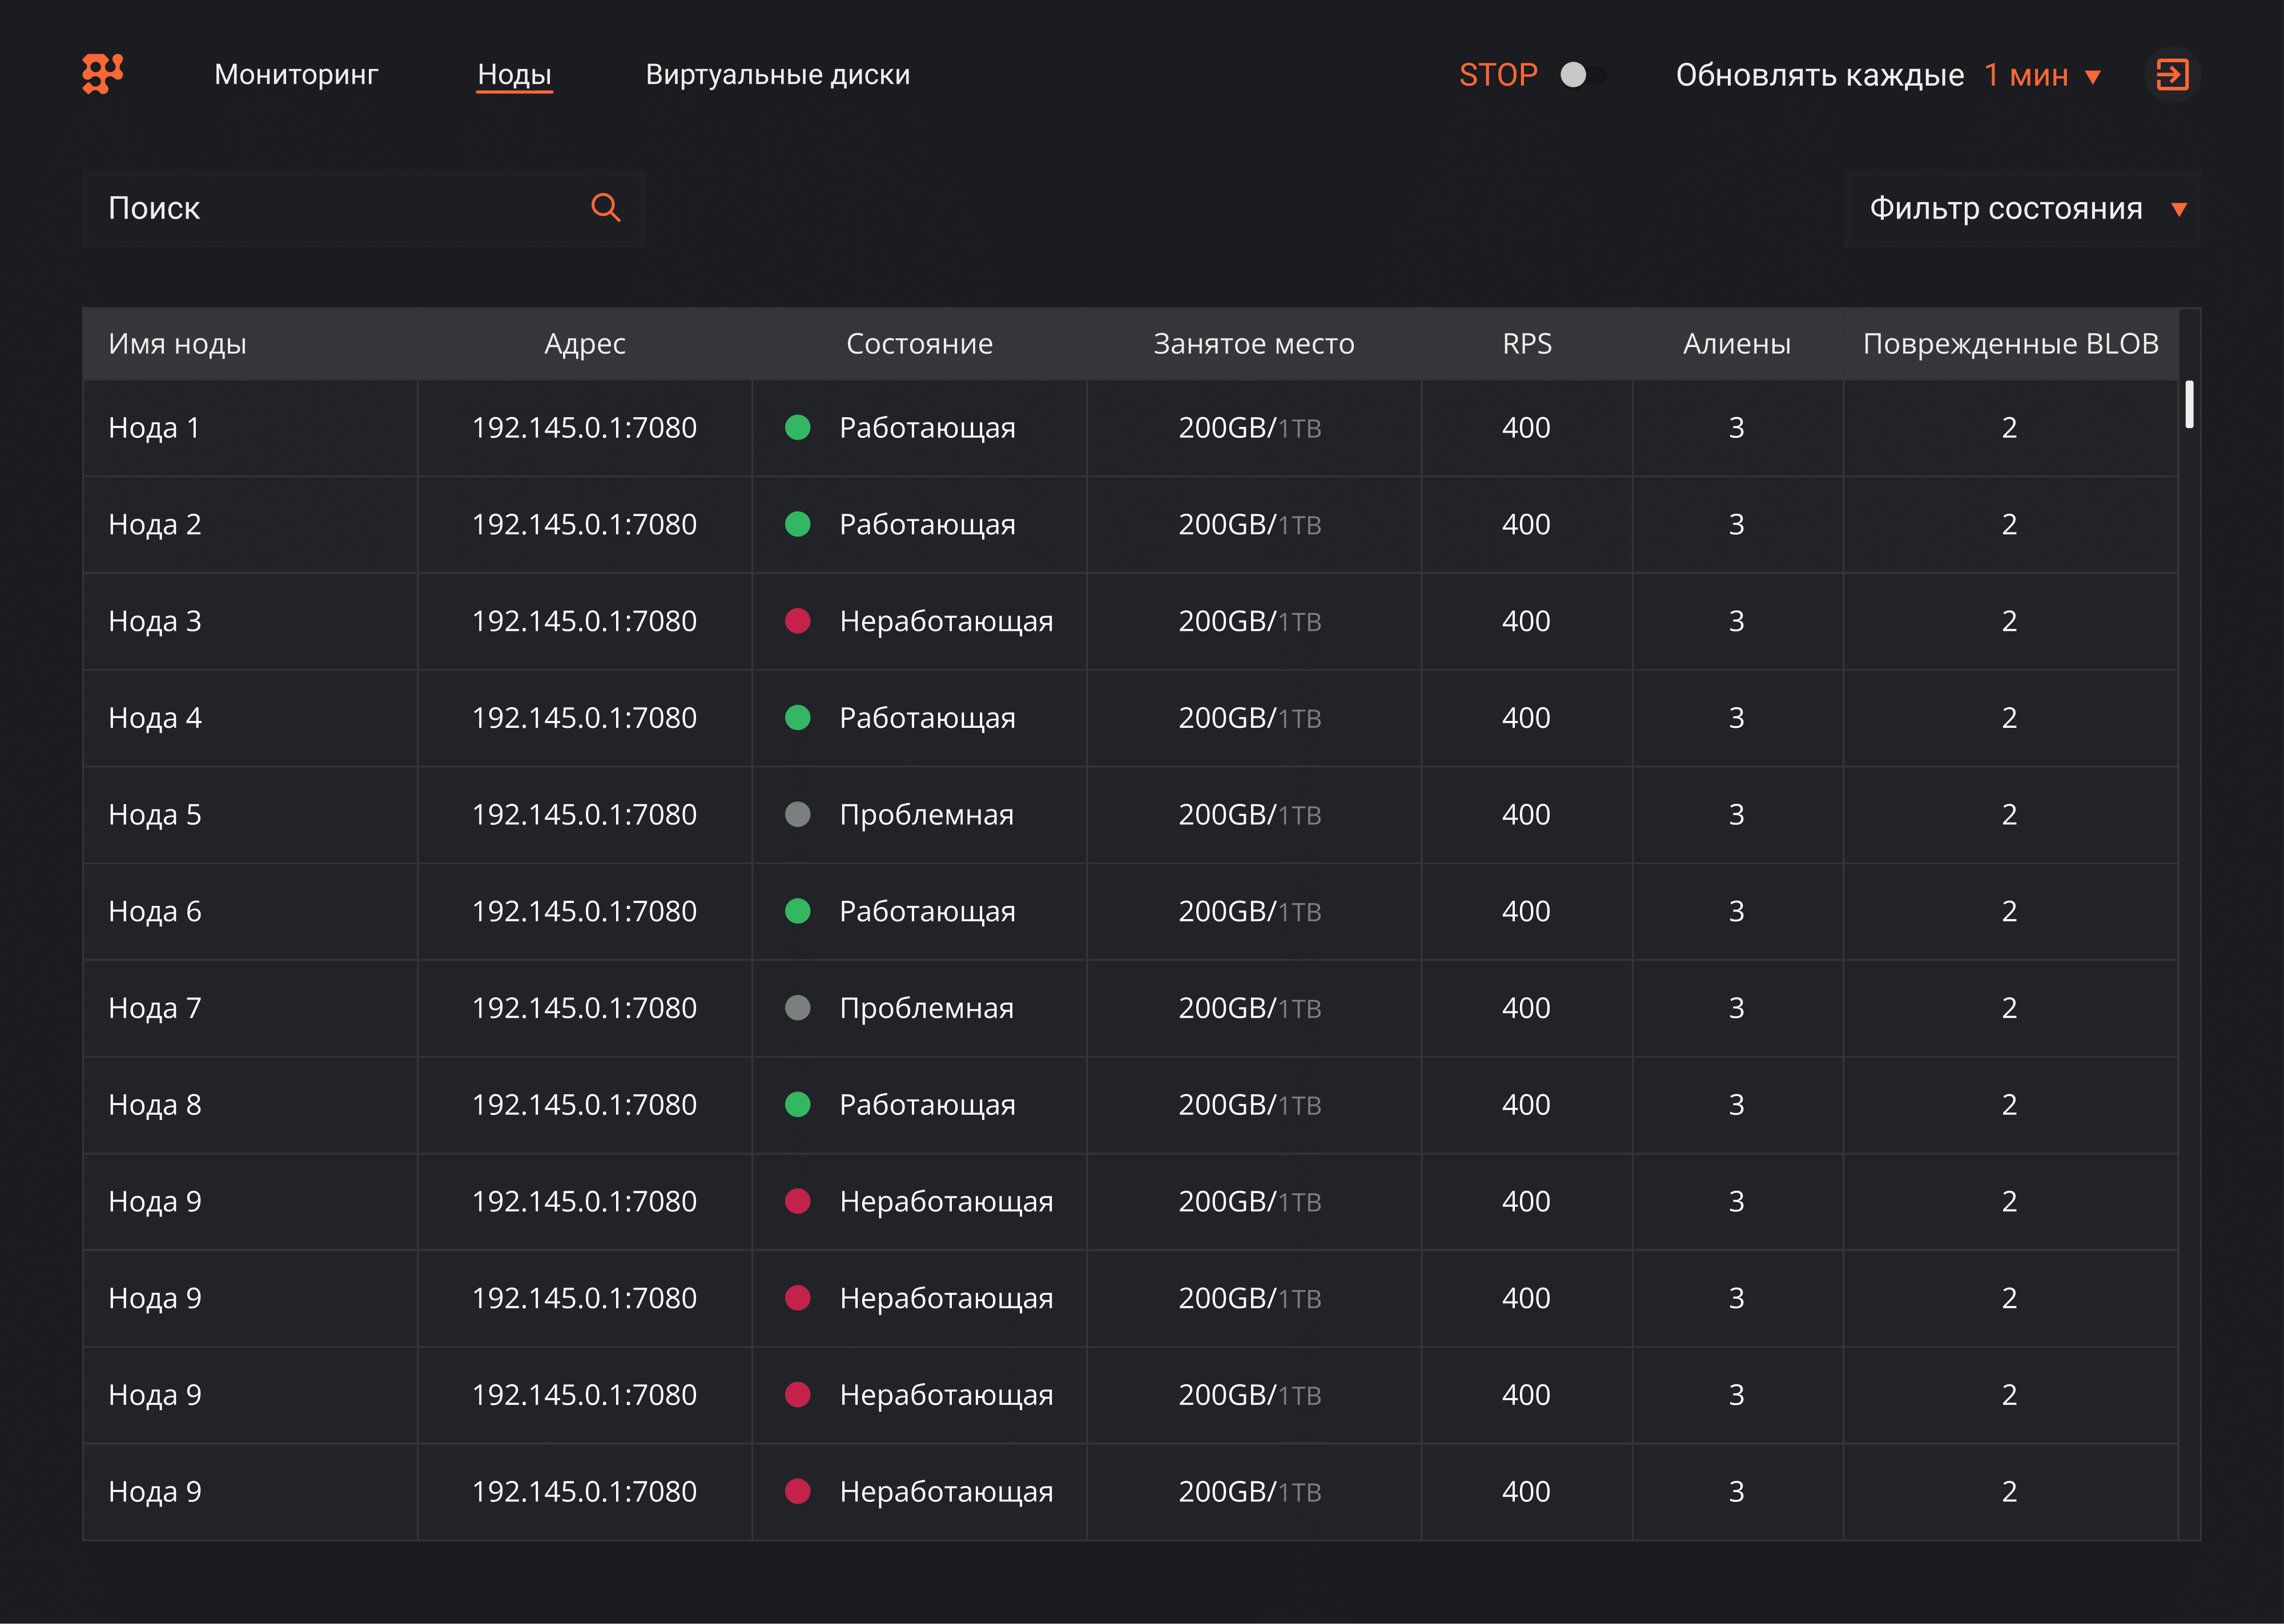 Мониторинг Ноды Виртуальные диски STOP Обновлять каждые 1 мин
Поиск Фильтр состояния
Имя ноды Адрес Состояние Занятое место RPS Алиены Поврежденные BLOB
Нода 1 192.145.0.1:7080 Работающая 200GB/1TB 400 3 2
Нода 2 192.145.0.1:7080 Работающая 200GB/1TB 400 3 2
Нода 3 192.145.0.1:7080 Неработающая 200GB/1TB 400 3 2
Нода 4 192.145.0.1:7080 Работающая 200GB/1TB 400 3 2
Нода 5 192.145.0.1:7080 Проблемная 200GB/1TB 400 3 2
Нода 6 192.145.0.1:7080 Работающая 200GB/1TB 400 3 2
Нода 7 192.145.0.1:7080 Проблемная 200GB/1TB 400 3 2
Нода 8 192.145.0.1:7080 Работающая 200GB/1TB 400 3 2
Нода 9 192.145.0.1:7080 Неработающая 200GB/1TB 400 3 2
Нода 9 192.145.0.1:7080 Неработающая 200GB/1TB 400 3 2
Нода 9 192.145.0.1:7080 Неработающая 200GB/1TB 400 3 2
Нода 9 192.145.0.1:7080 Неработающая 200GB/1TB 400 3 2